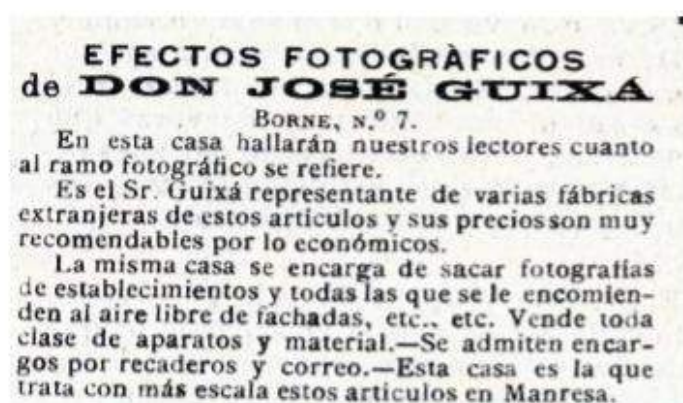 EFECTOS FOTOGRÀFICOS
de DON JOSÉ GUIXÁ
BORNE, N.º 7.
En esta casa hallarán nuestros lectores cuanto
al ramo fotográfico se refiere.
Es el Sr. Guixá representante de varias fábricas
extranjeras de estos articulos y sus precios son muy
recomendables por lo económicos.
La misma casa se encarga de sacar fotografias
de establecimientos y todas las que se le encomien-
den al aire libre de fachadas, etc., etc. Vende toda
clase de aparatos y material.—Se admiten encar-
gos por recaderos y correo.—Esta casa es la que
trata con más escala estos articulos en Manresa.